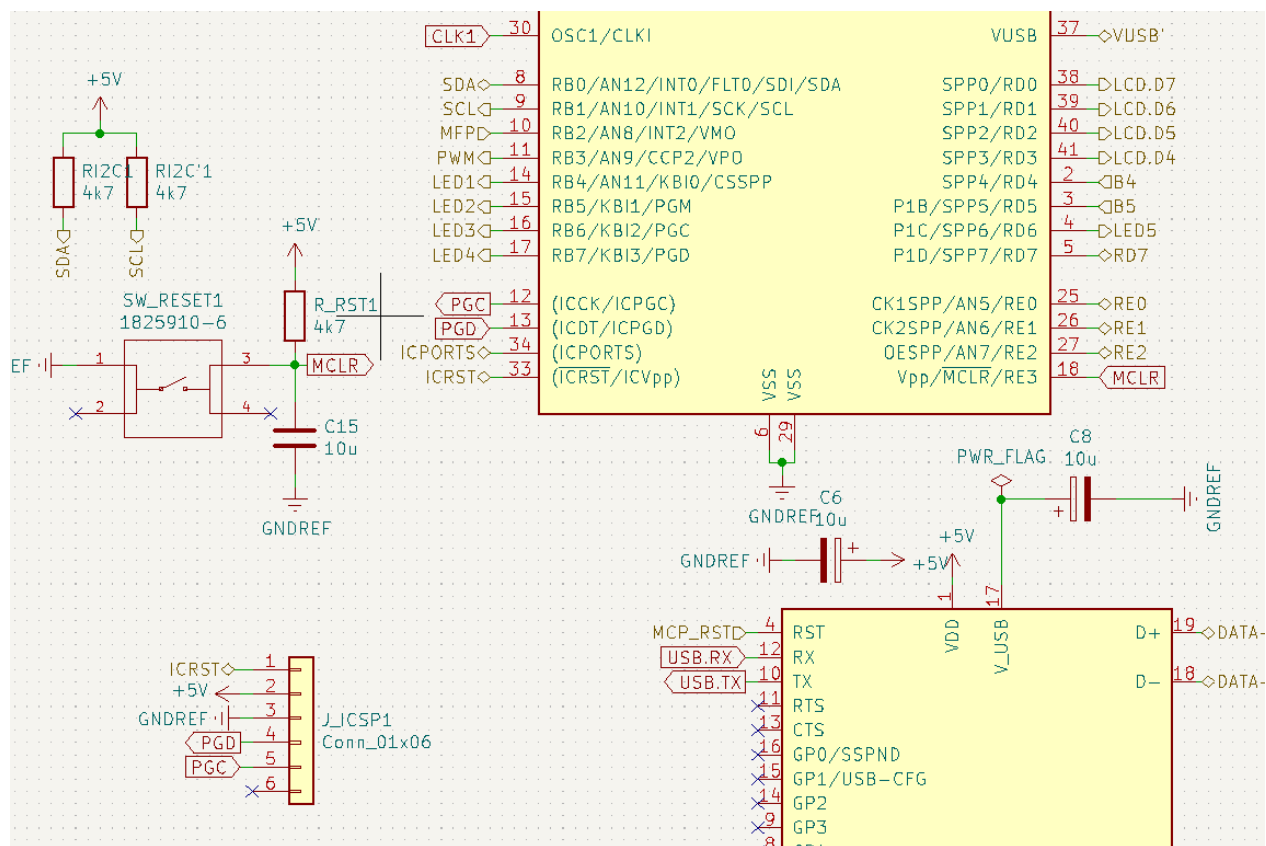 CLK1 30 OSC1/CLKI VUSB 37 VUSB'
+5V
SDA 8 RB0/AN12/INT0/FLT0/SDI/SDA SPP0/RD0 38 LCD.D7
SCL 9 RB1/AN10/INT1/SCK/SCL SPP1/RD1 39 LCD.D6
MFP 10 RB2/AN8/INT2/VMO SPP2/RD2 40 LCD.D5
PWM 11 RB3/AN9/CCP2/VPO SPP3/RD3 41 LCD.D4
RI2C1 RI2C'1
4k7 4k7
LED1 14 RB4/AN11/KBI0/CSSPP SPP4/RD4 2 B4
LED2 15 RB5/KBI1/PGM P1B/SPP5/RD5 3 B5
LED3 16 RB6/KBI2/PGC P1C/SPP6/RD6 4 LED5
LED4 17 RB7/KBI3/PGD P1D/SPP7/RD7 5 RD7
SDA SCL
+5V
SW_RESET1
1825910-6
R_RST1
4k7
PGC 12 (ICCK/ICPGC) CK1SPP/AN5/RE0 25 RE0
PGD 13 (ICDT/ICPGD) CK2SPP/AN6/RE1 26 RE1
ICPORTS 34 (ICPORTS) OESPP/AN7/RE2 27 RE2
ICRST 33 (ICRST/ICVpp) Vpp/MCLR/RE3 18 MCLR
EF 1 3 MCLR
2 4
VSS VSS
6 29
C15
10u
GNDREF
GNDREF
C8
10u
PWR_FLAG
+
GNDREF
C6
10u
GNDREF + +5V
+5V
1 17
VDD V_USB
MCP_RST 4 RST D+ 19 DATA-
USB.RX 12 RX
USB.TX 10 TX D- 18 DATA-
11 RTS
13 CTS
16 GP0/SSPND
15 GP1/USB-CFG
14 GP2
9 GP3
8
ICRST 1
+5V 2
GNDREF 3
PGD 4
PGC 5
6
J_ICSP1
Conn_01x06